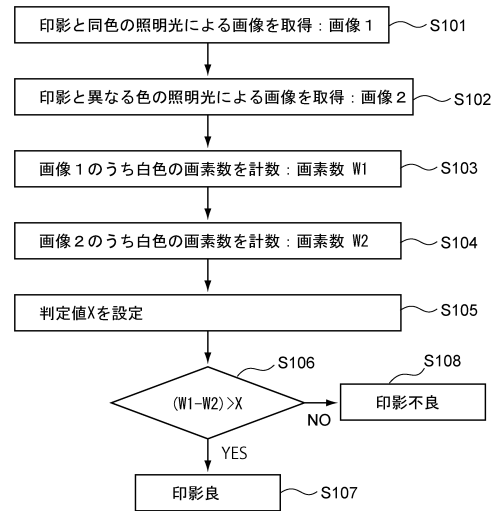 印影と同色の照明光による画像を取得：画像１
S101
印影と異なる色の照明光による画像を取得：画像２
S102
画像１のうち白色の画素数を計数：画素数 W1
S103
画像２のうち白色の画素数を計数：画素数 W2
S104
判定値Xを設定
S105
S106
(W1-W2)>X
NO
S108
印影不良
YES
印影良
S107